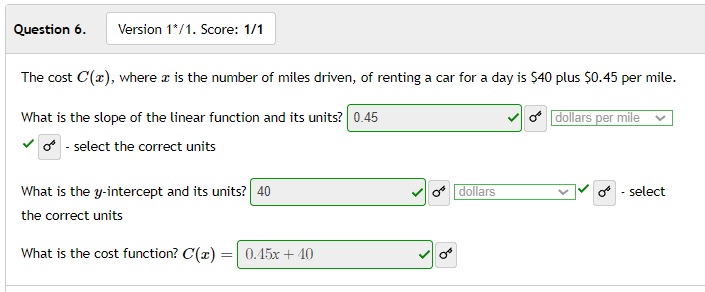 Question 6. Version 1*/1. Score: 1/1
The cost C(x), where x is the number of miles driven, of renting a car for a day is $40 plus $0.45 per mile.
What is the slope of the linear function and its units? 0.45 dollars per mile
- select the correct units
What is the y-intercept and its units? 40 dollars - select
the correct units
What is the cost function? C(x) = 0.45x + 40